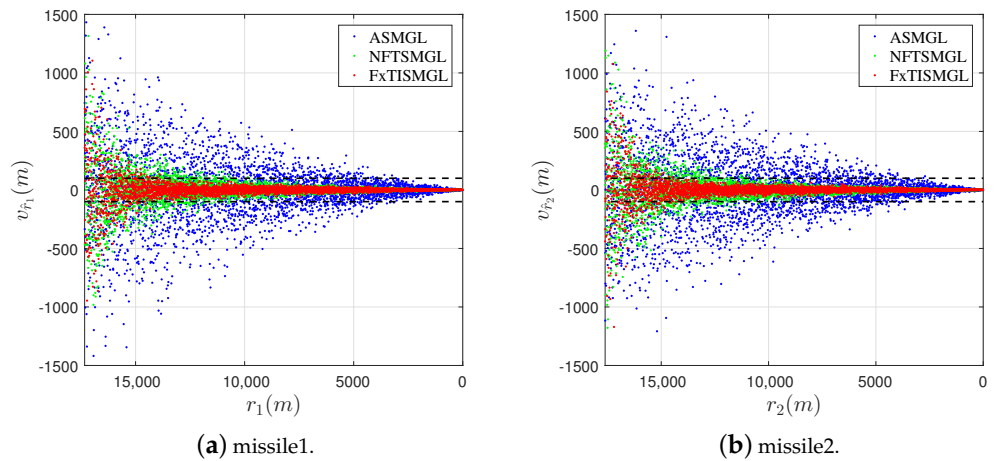 1500
1000
500
0
-500
-1000
-1500
v_{\hat{r}_1}(m)
ASMGL
NFTSMGL
FxTISMGL
15,000
10,000
5000
0
r_1(m)
(a) missile1.
1500
1000
500
0
-500
-1000
-1500
v_{\hat{r}_2}(m)
ASMGL
NFTSMGL
FxTISMGL
15,000
10,000
5000
0
r_2(m)
(b) missile2.